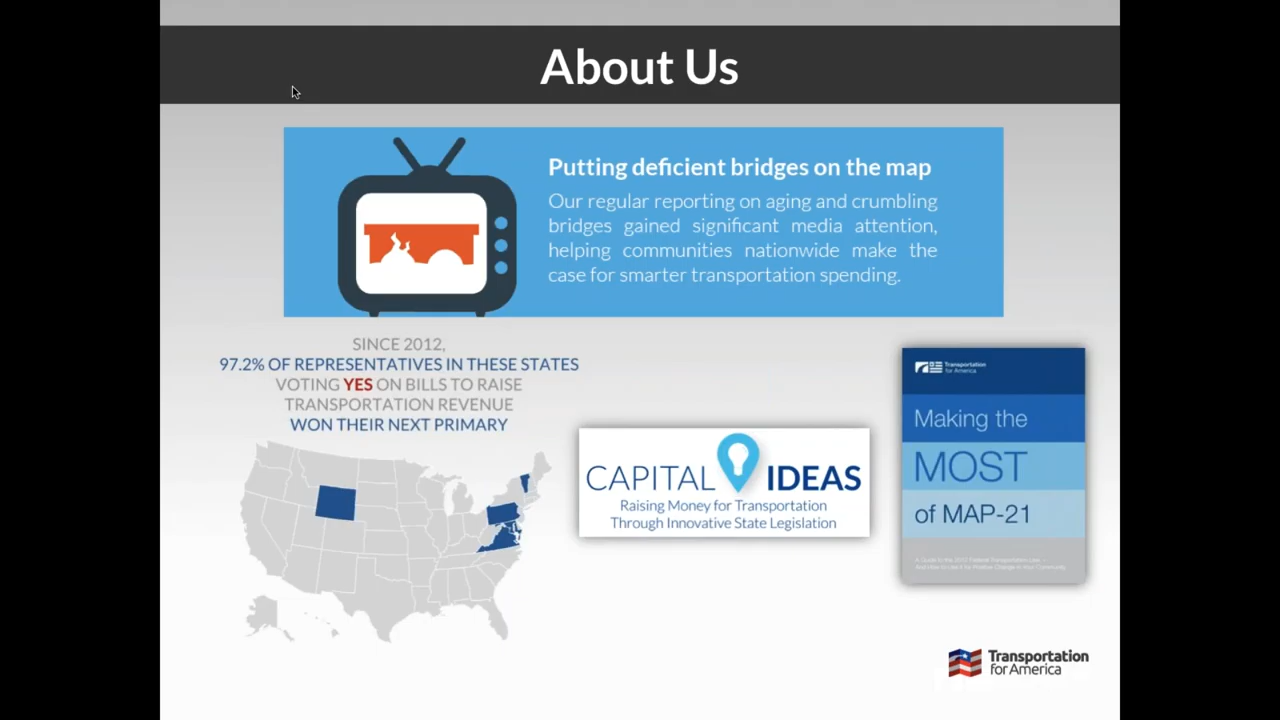 About Us
Putting deficient bridges on the map
Our regular reporting on aging and crumbling
bridges gained significant media attention,
helping communities nationwide make the
case for smarter transportation spending.
SINCE 2012,
97.2% OF REPRESENTATIVES IN THESE STATES
VOTING YES ON BILLS TO RAISE
TRANSPORTATION REVENUE
WON THEIR NEXT PRIMARY
CAPITAL IDEAS
Raising Money for Transportation
Through Innovative State Legislation
Transportation
for America
Making the
MOST
of MAP-21
Transportation
for America